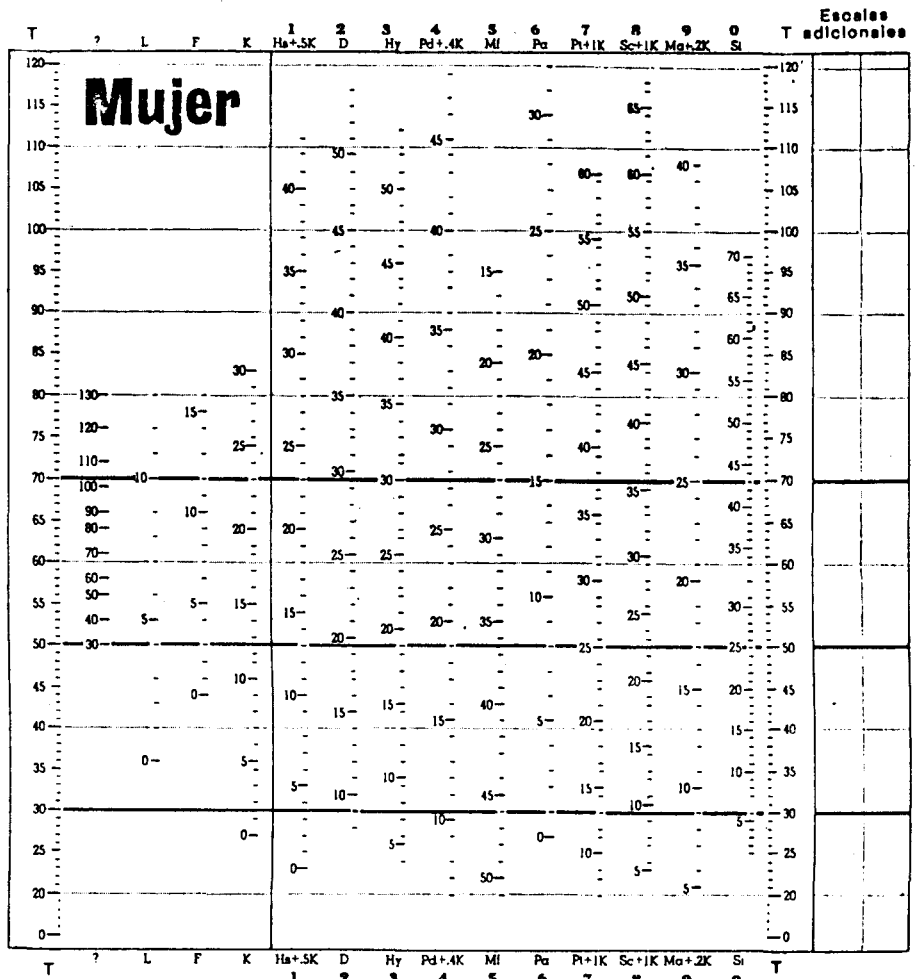 Escalas
1 2 3 4 5 6 7 8 9 0
T ? L F K Hs+.5K D Hy Pd+.4K Mf Pa Pt+1K Sc+1K Ma+.2K Si T adicionales
120 120
Mujer
115 30 65 115
110 50 45 110
40 60 60
105 40 50 105
100 45 40 25 55 100
55 70
95 35 45 15 35 95
50 50 65
90 40 90
40 35 60
85 30 20 20 45 85
30 45 30 55
80 130 35 80
15 35 50
120 30 40
75 25 25 25 40 75
110 30 45
70 10 30 15 25 70
100 35
90 10 35 40
65 80 20 20 25 30 65
70 25 25 30 35
60 60
60 30 20
50 10
55 5 15 15 25 30 55
40 5 20 20 35
50 30 20 25 25 50
10 20
45 0 10 15 20 45
15 15 40
40 15 5 20 15 40
15
35 0 5 10 10 35
5 10 45 15 10
30 10 30
10 5
0 5 0
25 10 25
0 50 5
20 5 20
0 0
T ? L F K Hs+.5K D Hy Pd+.4K Mf Pa Pt+1K Sc+1K Ma+.2K Si T
1 2 3 4 5 6 7 8 9 0